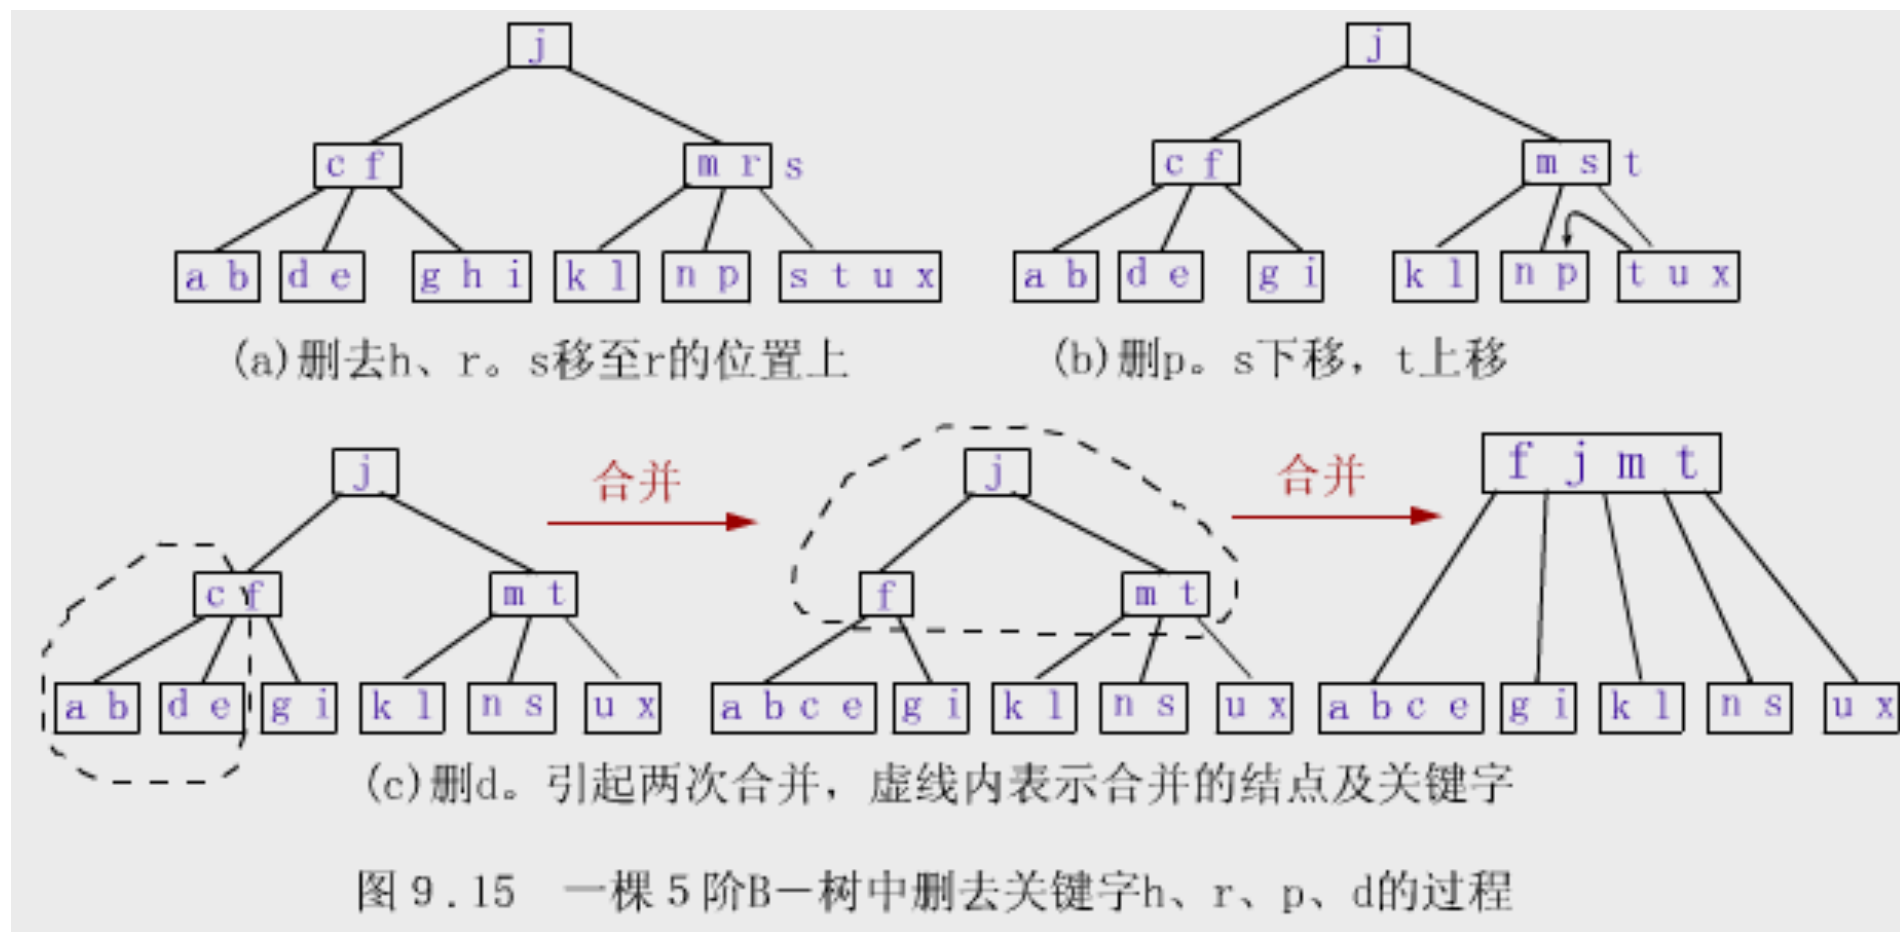 j j
c f m r s c f m s t
a b d e g h i k l n p s t u x a b d e g i k l n p t u x
(a)删去h、r。s移至r的位置上 (b)删p。s下移，t上移
j 合并 j 合并 f j m t
c f m t f m t
a b d e g i k l n s u x a b c e g i k l n s u x a b c e g i k l n s u x
(c)删d。引起两次合并，虚线内表示合并的结点及关键字
图 9.15 一棵 5 阶B－树中删去关键字h、r、p、d的过程